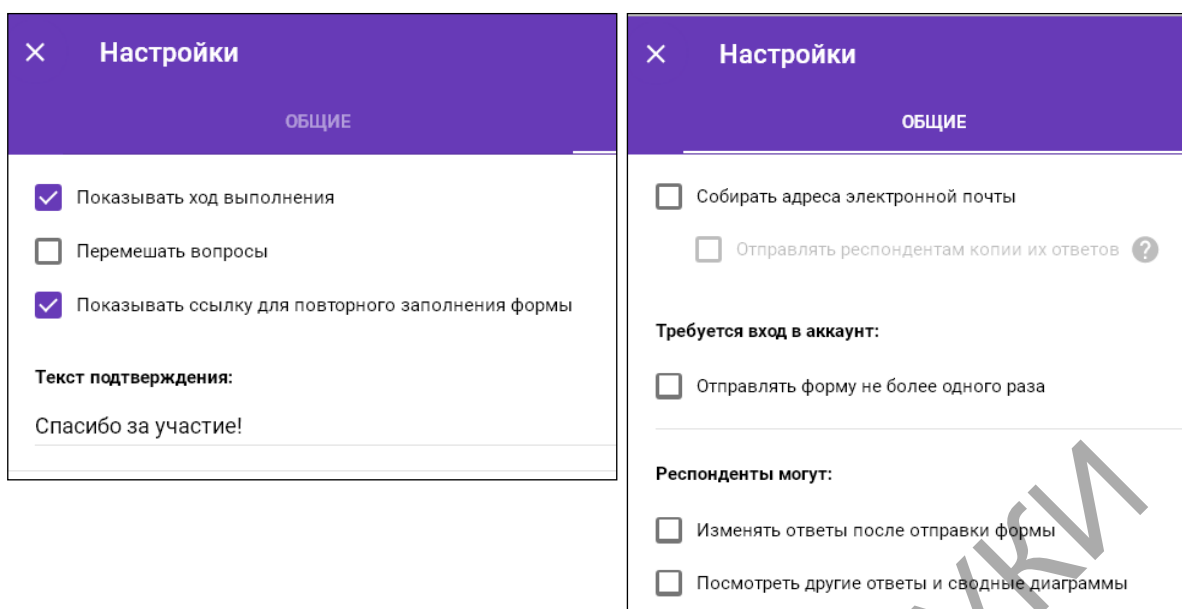 Настройки
ОБЩИЕ
Показывать ход выполнения
Перемешать вопросы
Показывать ссылку для повторного заполнения формы
Текст подтверждения:
Спасибо за участие!
Настройки
ОБЩИЕ
Собирать адреса электронной почты
Отправлять респондентам копии их ответов ?
Требуется вход в аккаунт:
Отправлять форму не более одного раза
Респонденты могут:
Изменять ответы после отправки формы
Посмотреть другие ответы и сводные диаграммы